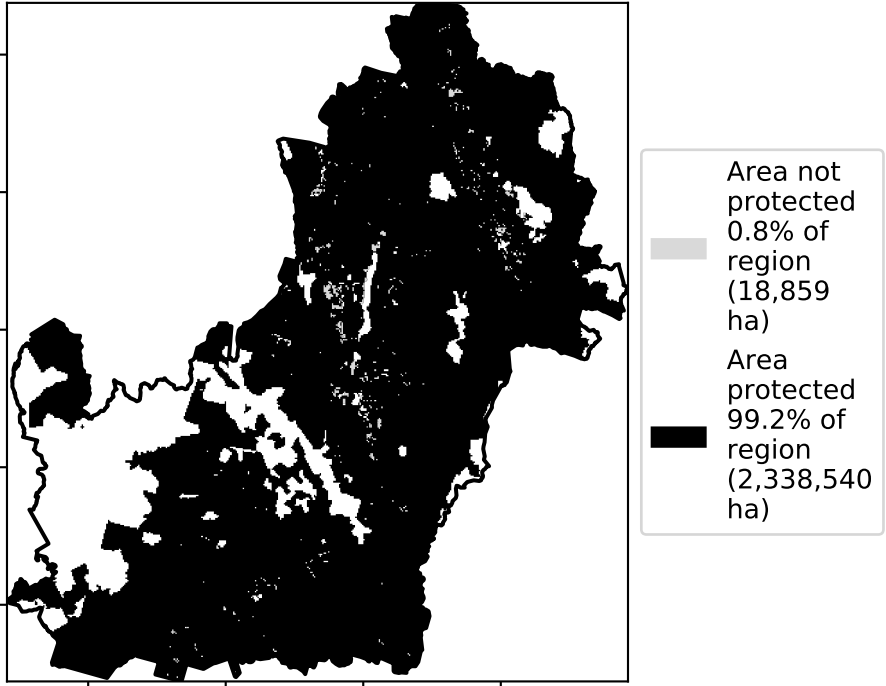 Area not
protected
0.8% of
region
(18,859
ha)
Area
protected
99.2% of
region
(2,338,540
ha)